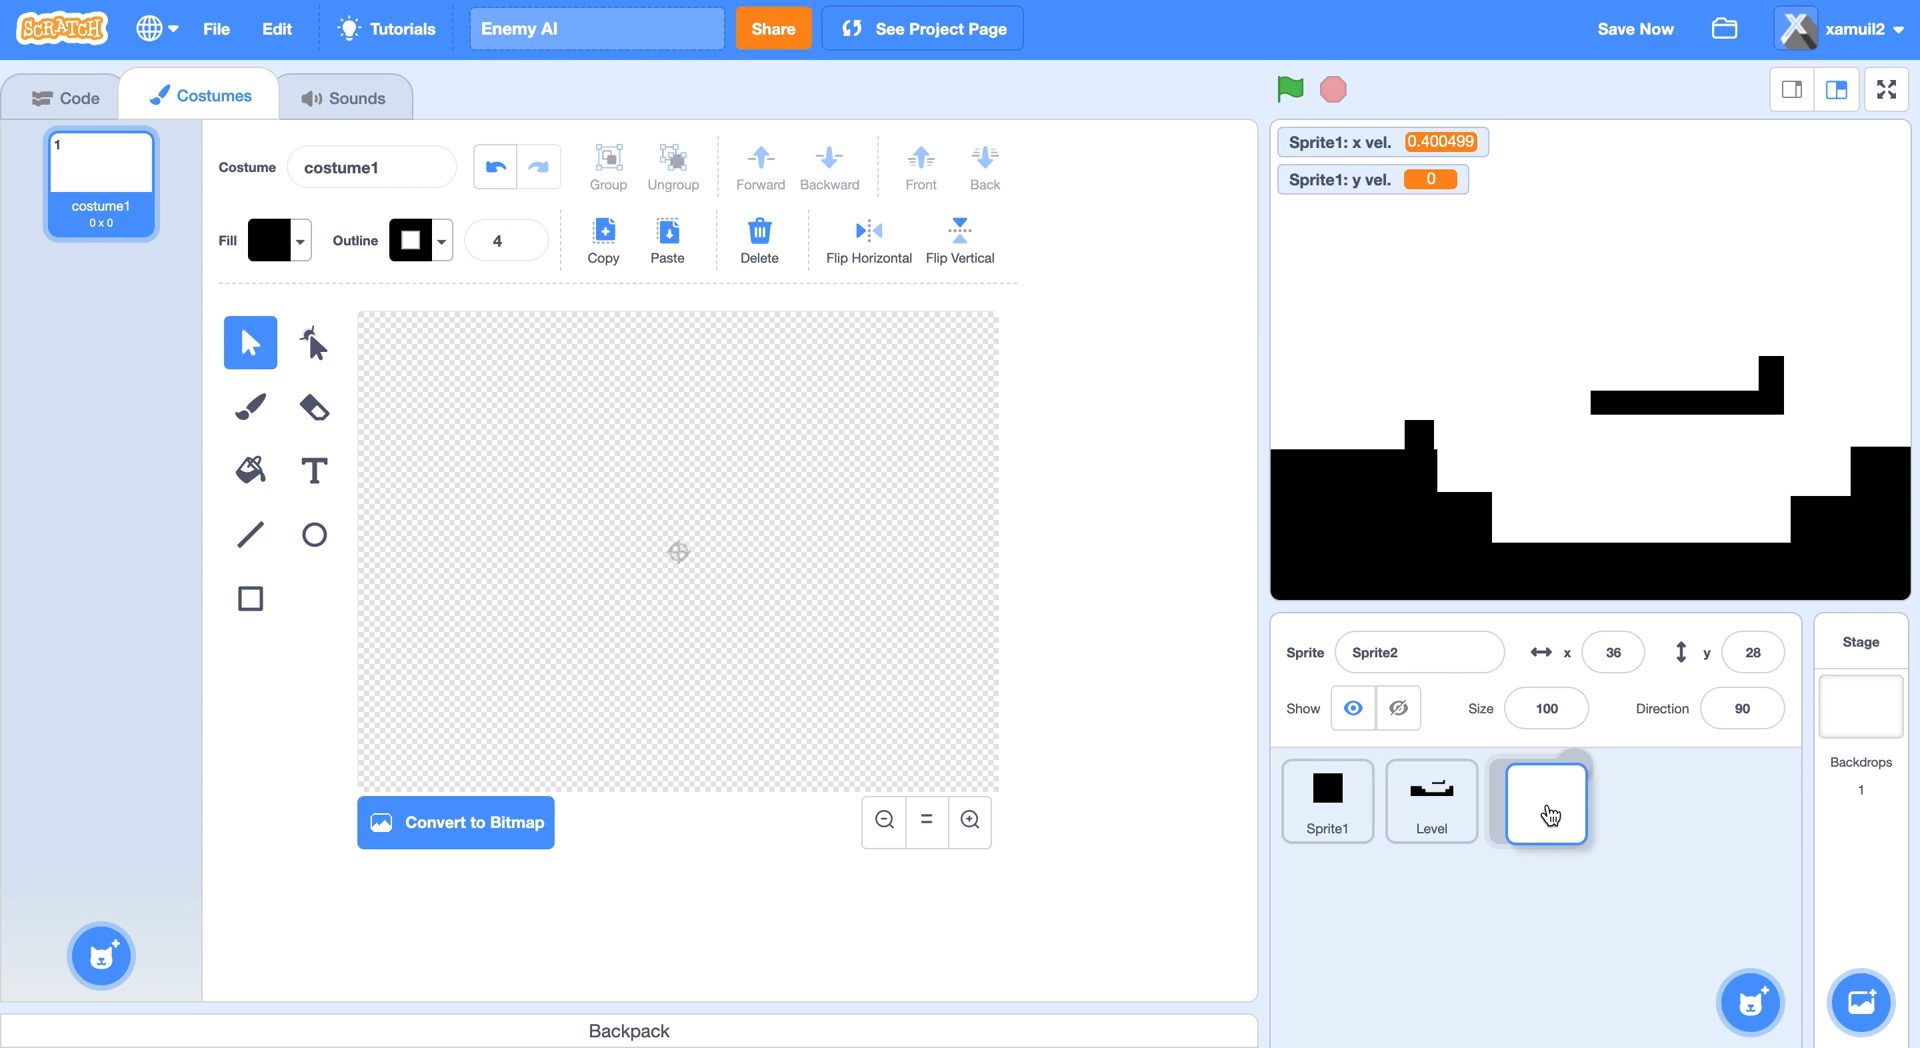 SCRATCH File Edit Tutorials Enemy AI Share See Project Page Save Now xamuil2
Code Costumes Sounds
1
costume1
0 x 0
Costume costume1 Group Ungroup Forward Backward Front Back
Fill Outline 4 Copy Paste Delete Flip Horizontal Flip Vertical
Convert to Bitmap
Backpack
Sprite1: x vel. 0.400499
Sprite1: y vel. 0
Sprite Sprite2 x 36 y 28
Show Size 100 Direction 90
Sprite1 Level
Stage
Backdrops
1